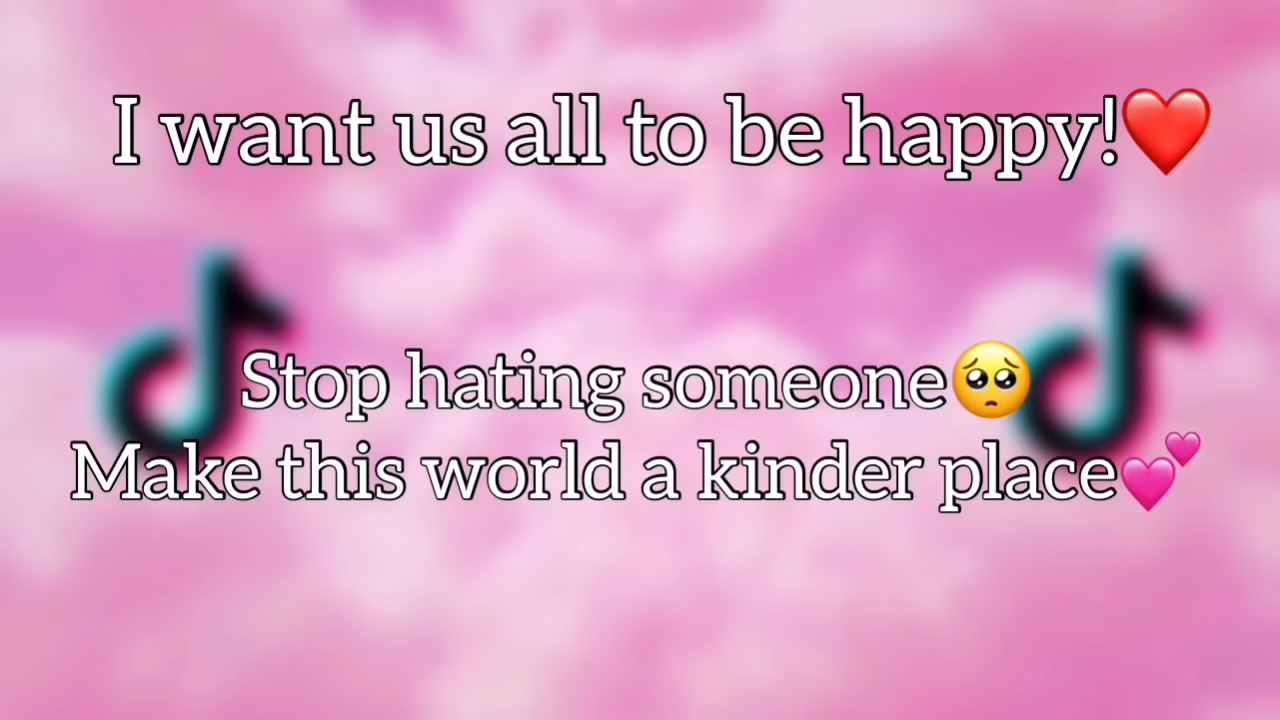 I want us all to be happy!❤️
Stop hating someone🥺
Make this world a kinder place💕